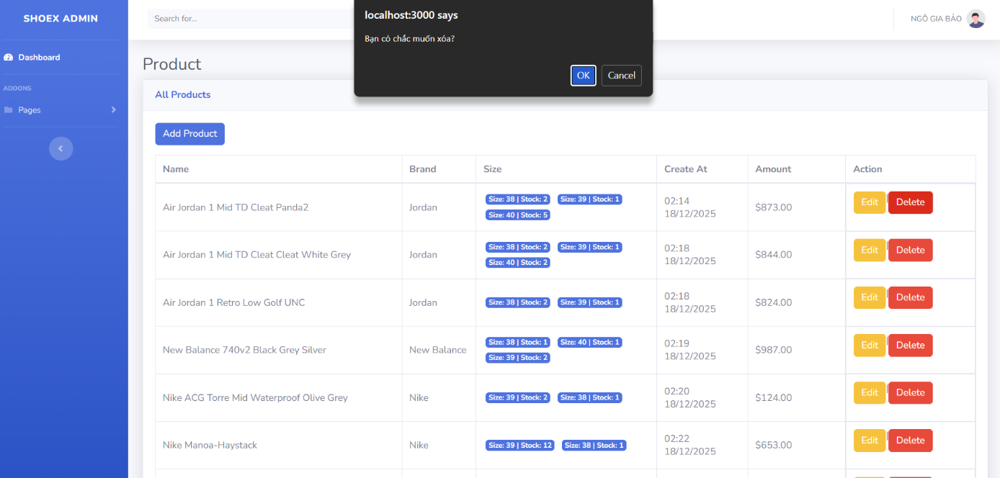 SHOEX ADMIN
Dashboard
ADDONS
Pages
Search for...
localhost:3000 says
Bạn có chắc muốn xóa?
OK Cancel
NGÔ GIA BẢO
Product
All Products
Add Product
Name Brand Size Create At Amount Action
Air Jordan 1 Mid TD Cleat Panda2 Jordan Size: 38 | Stock: 2 Size: 39 | Stock: 1 02:14 $873.00 Edit Delete
Size: 40 | Stock: 5 18/12/2025
Air Jordan 1 Mid TD Cleat Cleat White Grey Jordan Size: 38 | Stock: 2 Size: 39 | Stock: 1 02:18 $844.00 Edit Delete
Size: 40 | Stock: 2 18/12/2025
Air Jordan 1 Retro Low Golf UNC Jordan Size: 38 | Stock: 2 Size: 39 | Stock: 1 02:18 $824.00 Edit Delete
18/12/2025
New Balance 740v2 Black Grey Silver New Balance Size: 38 | Stock: 1 Size: 40 | Stock: 1 02:19 $987.00 Edit Delete
Size: 39 | Stock: 2 18/12/2025
Nike ACG Torre Mid Waterproof Olive Grey Nike Size: 39 | Stock: 2 Size: 38 | Stock: 1 02:20 $124.00 Edit Delete
18/12/2025
Nike Manoa-Haystack Nike Size: 39 | Stock: 12 Size: 38 | Stock: 1 02:22 $653.00 Edit Delete
18/12/2025